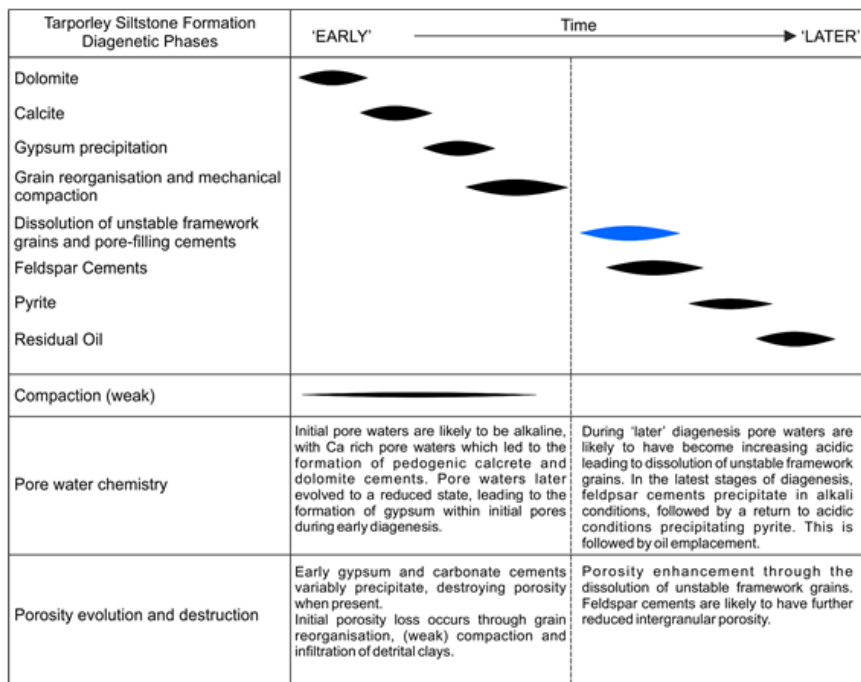 Tarporley Siltstone Formation
Diagenetic Phases
'EARLY'
Time
'LATER'
Dolomite
Calcite
Gypsum precipitation
Grain reorganisation and mechanical
compaction
Dissolution of unstable framework
grains and pore-filling cements
Feldspar Cements
Pyrite
Residual Oil
Compaction (weak)
Pore water chemistry
Initial pore waters are likely to be alkaline,
with Ca rich pore waters which led to the
formation of pedogenic calcrete and
dolomite cements. Pore waters later
evolved to a reduced state, leading to the
formation of gypsum within initial pores
during early diagenesis.
During 'later' diagenesis pore waters are
likely to have become increasing acidic
leading to dissolution of unstable framework
grains. In the latest stages of diagenesis,
feldpsar cements precipitate in alkali
conditions, followed by a return to acidic
conditions precipitating pyrite. This is
followed by oil emplacement.
Porosity evolution and destruction
Early gypsum and carbonate cements
variably precipitate, destroying porosity
when present.
Initial porosity loss occurs through grain
reorganisation, (weak) compaction and
infiltration of detrital clays.
Porosity enhancement through the
dissolution of unstable framework grains.
Feldspar cements are likely to have further
reduced intergranular porosity.